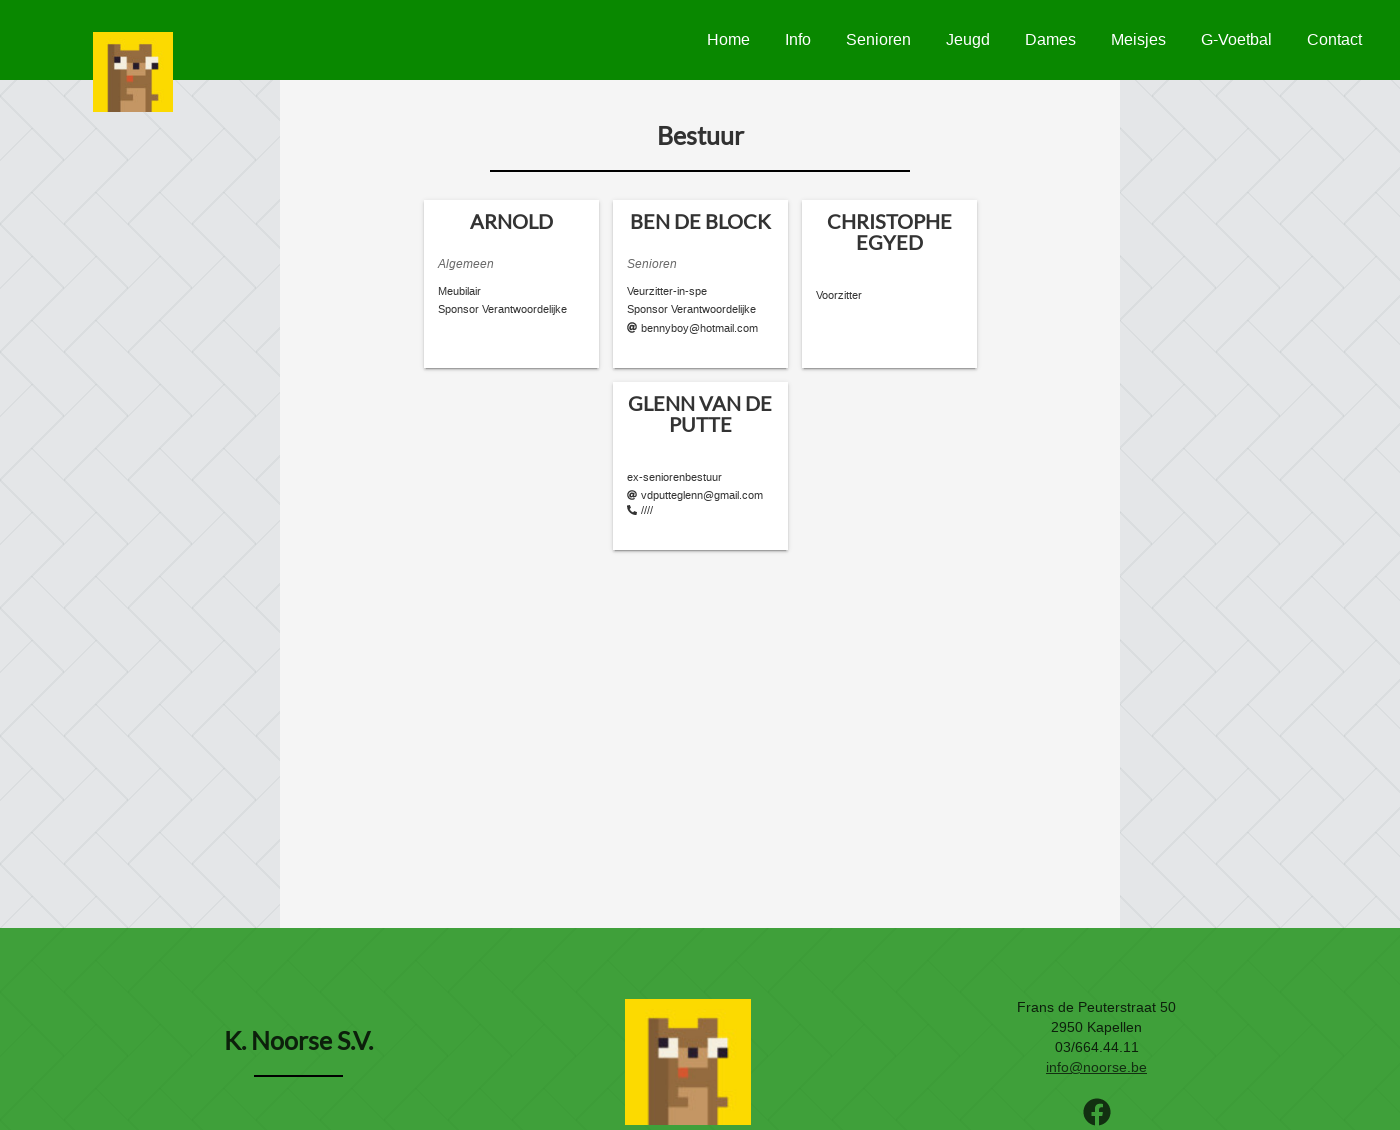 Home Info Senioren Jeugd Dames Meisjes G-Voetbal Contact
Bestuur
ARNOLD
Algemeen
Meubilair
Sponsor Verantwoordelijke
BEN DE BLOCK
Senioren
Veurzitter-in-spe
Sponsor Verantwoordelijke
bennyboy@hotmail.com
CHRISTOPHE
EGYED
Voorzitter
GLENN VAN DE
PUTTE
ex-seniorenbestuur
vdputteglenn@gmail.com
////
K. Noorse S.V.
Frans de Peuterstraat 50
2950 Kapellen
03/664.44.11
info@noorse.be